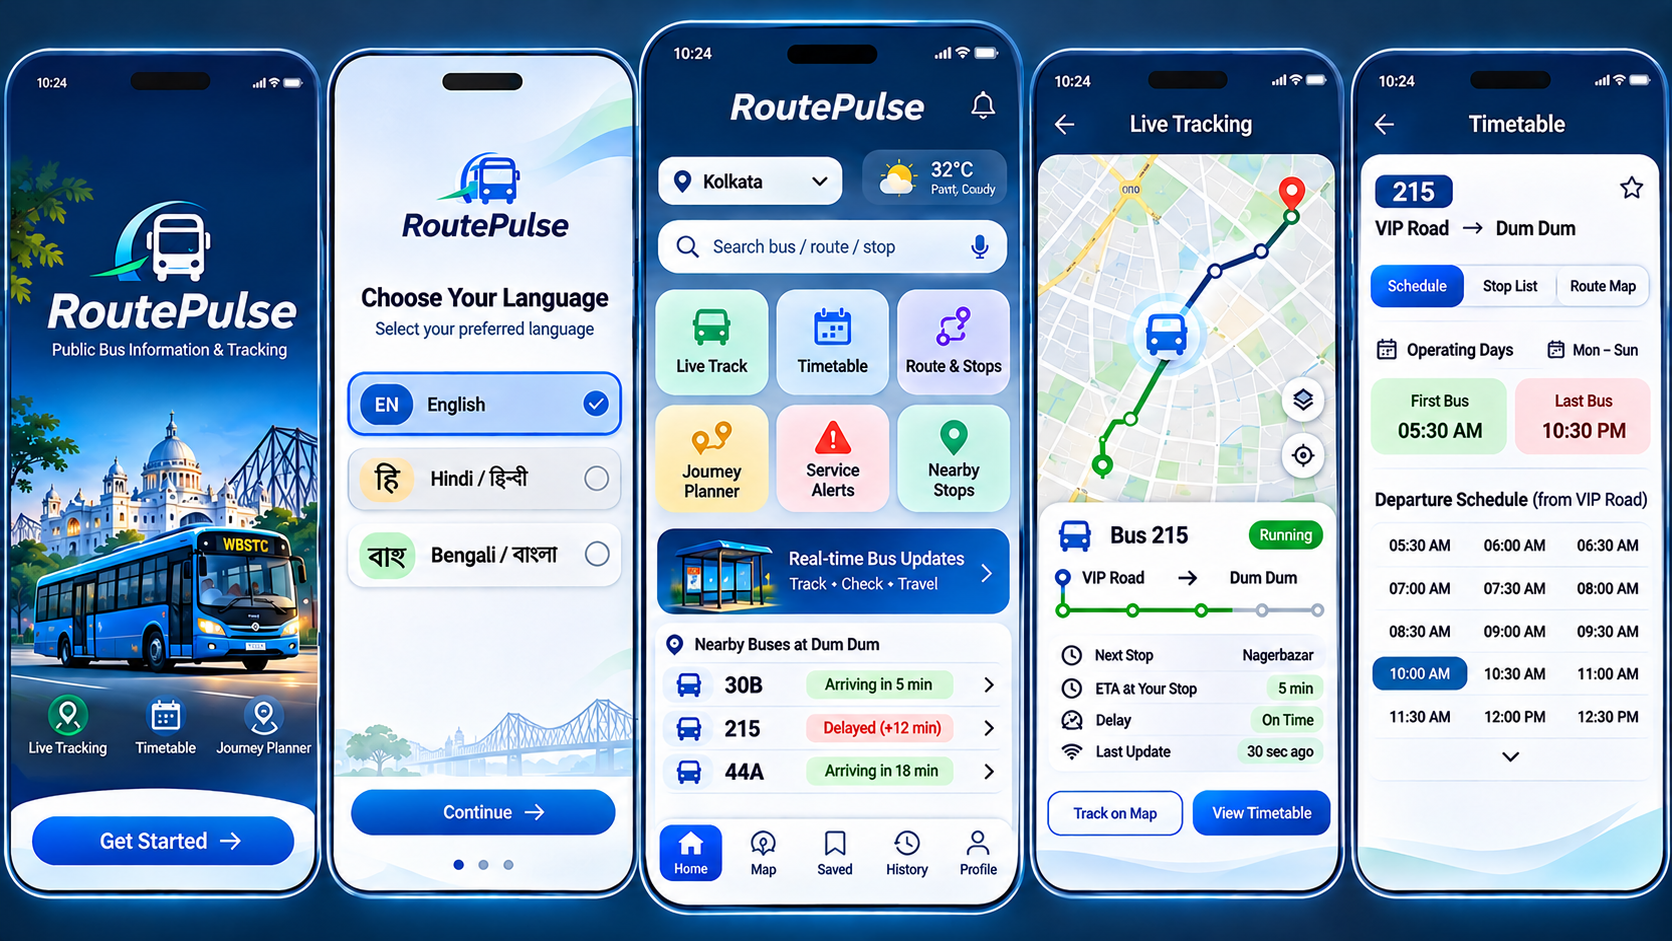 10:24
RoutePulse
Public Bus Information & Tracking
WBSTC
Live Tracking
Timetable
Journey Planner
Get Started
RoutePulse
Choose Your Language
Select your preferred language
EN
English
हि
Hindi / हिन्दी
বাহ
Bengali / বাংলা
Continue
10:24
RoutePulse
Kolkata
32°C
Search bus / route / stop
Live Track
Timetable
Route & Stops
Journey
Planner
Service
Alerts
Nearby
Stops
Real-time Bus Updates
Track • Check • Travel
Nearby Buses at Dum Dum
30B
Arriving in 5 min
215
Delayed (+12 min)
44A
Arriving in 18 min
Home
Map
Saved
History
Profile
10:24
Live Tracking
Bus 215
Running
VIP Road
Dum Dum
Next Stop
Nagerbazar
ETA at Your Stop
5 min
Delay
On Time
Last Update
30 sec ago
Track on Map
View Timetable
10:24
Timetable
215
VIP Road → Dum Dum
Schedule
Stop List
Route Map
Operating Days
Mon – Sun
First Bus
05:30 AM
Last Bus
10:30 PM
Departure Schedule (from VIP Road)
05:30 AM 06:00 AM 06:30 AM
07:00 AM 07:30 AM 08:00 AM
08:30 AM 09:00 AM 09:30 AM
10:00 AM 10:30 AM 11:00 AM
11:30 AM 12:00 PM 12:30 PM